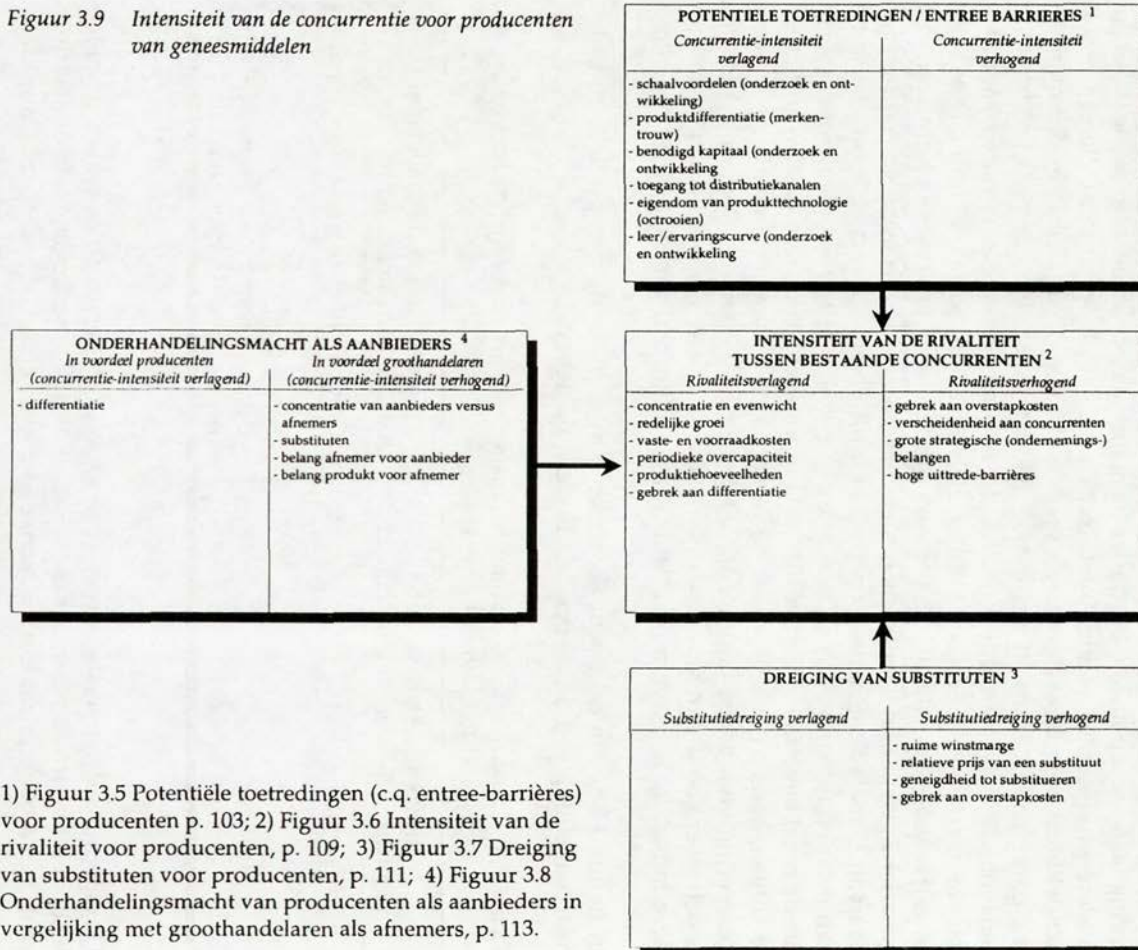 Figuur 3.9 Intensiteit van de concurrentie voor producenten
van geneesmiddelen
POTENTIELE TOETREDINGEN / ENTREE BARRIERES 1
Concurrentie-intensiteit
verlagend
Concurrentie-intensiteit
verhogend
- schaalvoordelen (onderzoek en ont-
wikkeling)
- produktdifferentiatie (merken-
trouw)
- benodigd kapitaal (onderzoek en
ontwikkeling
- toegang tot distributiekanalen
- eigendom van produkttechnologie
(octrooien)
- leer/ervaringscurve (onderzoek
en ontwikkeling
ONDERHANDELINGSMACHT ALS AANBIEDERS 4
In voordeel producenten
(concurrentie-intensiteit verlagend)
In voordeel groothandelaren
(concurrentie-intensiteit verhogend)
- differentiatie
- concentratie van aanbieders versus
afnemers
- substituten
- belang afnemer voor aanbieder
- belang produkt voor afnemer
INTENSITEIT VAN DE RIVALITEIT
TUSSEN BESTAANDE CONCURRENTEN 2
Rivaliteitsverlagend
Rivaliteitsverhogend
- concentratie en evenwicht
- redelijke groei
- vaste- en voorraadkosten
- periodieke overcapaciteit
- produktiehoeveelheden
- gebrek aan differentiatie
- gebrek aan overstapkosten
- verscheidenheid aan concurrenten
- grote strategische (ondernemings-)
belangen
- hoge uittrede-barrières
DREIGING VAN SUBSTITUTEN 3
Substitutiedreiging verlagend
Substitutiedreiging verhogend
- ruime winstmarge
- relatieve prijs van een substituut
- geneigdheid tot substitueren
- gebrek aan overstapkosten
1) Figuur 3.5 Potentiële toetredingen (c.q. entree-barrières)
voor producenten p. 103; 2) Figuur 3.6 Intensiteit van de
rivaliteit voor producenten, p. 109; 3) Figuur 3.7 Dreiging
van substituten voor producenten, p. 111; 4) Figuur 3.8
Onderhandelingsmacht van producenten als aanbieders in
vergelijking met groothandelaren als afnemers, p. 113.